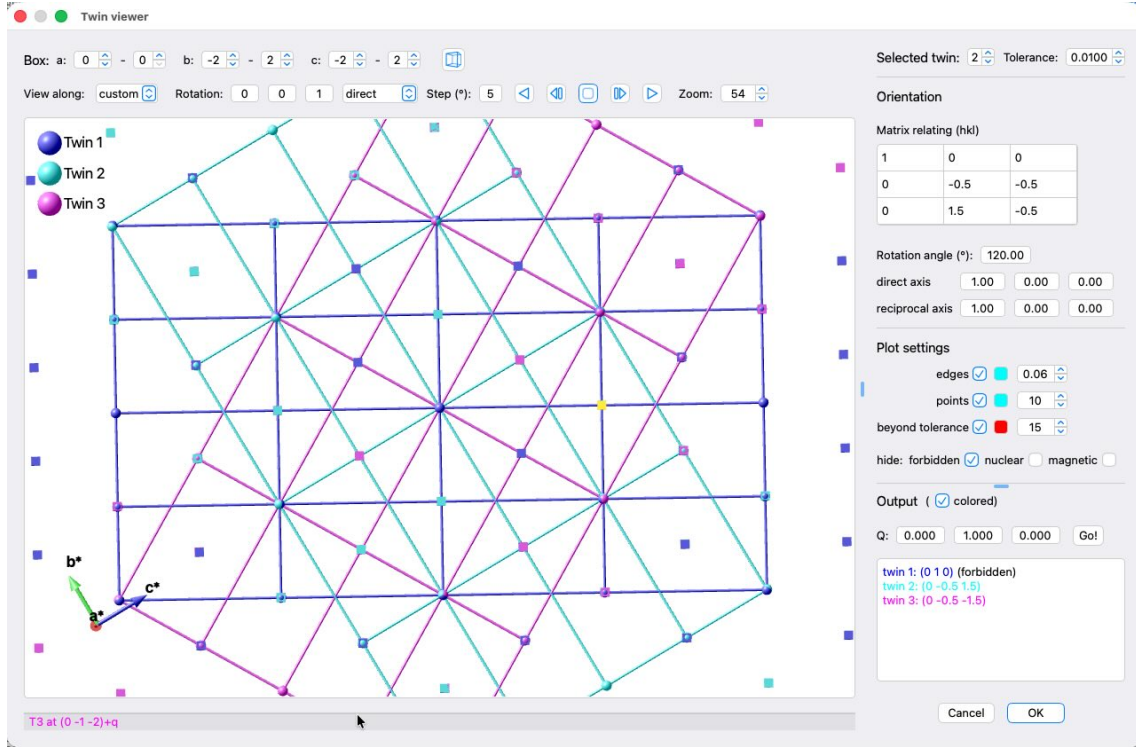 Twin viewer
Box: a: 0 - 0 b: -2 - 2 c: -2 - 2
View along: custom Rotation: 0 0 1 direct Step (°): 5 Zoom: 54
Twin 1
Twin 2
Twin 3
b*
c*
a*
T3 at (0 -1 -2)+q
Selected twin: 2 Tolerance: 0.0100
Orientation
Matrix relating (hkl)
1 0 0
0 -0.5 -0.5
0 1.5 -0.5
Rotation angle (°): 120.00
direct axis 1.00 0.00 0.00
reciprocal axis 1.00 0.00 0.00
Plot settings
edges 0.06
points 10
beyond tolerance 15
hide: forbidden nuclear magnetic
Output ( colored)
Q: 0.000 1.000 0.000 Go!
twin 1: (0 1 0) (forbidden)
twin 2: (0 -0.5 1.5)
twin 3: (0 -0.5 -1.5)
Cancel OK